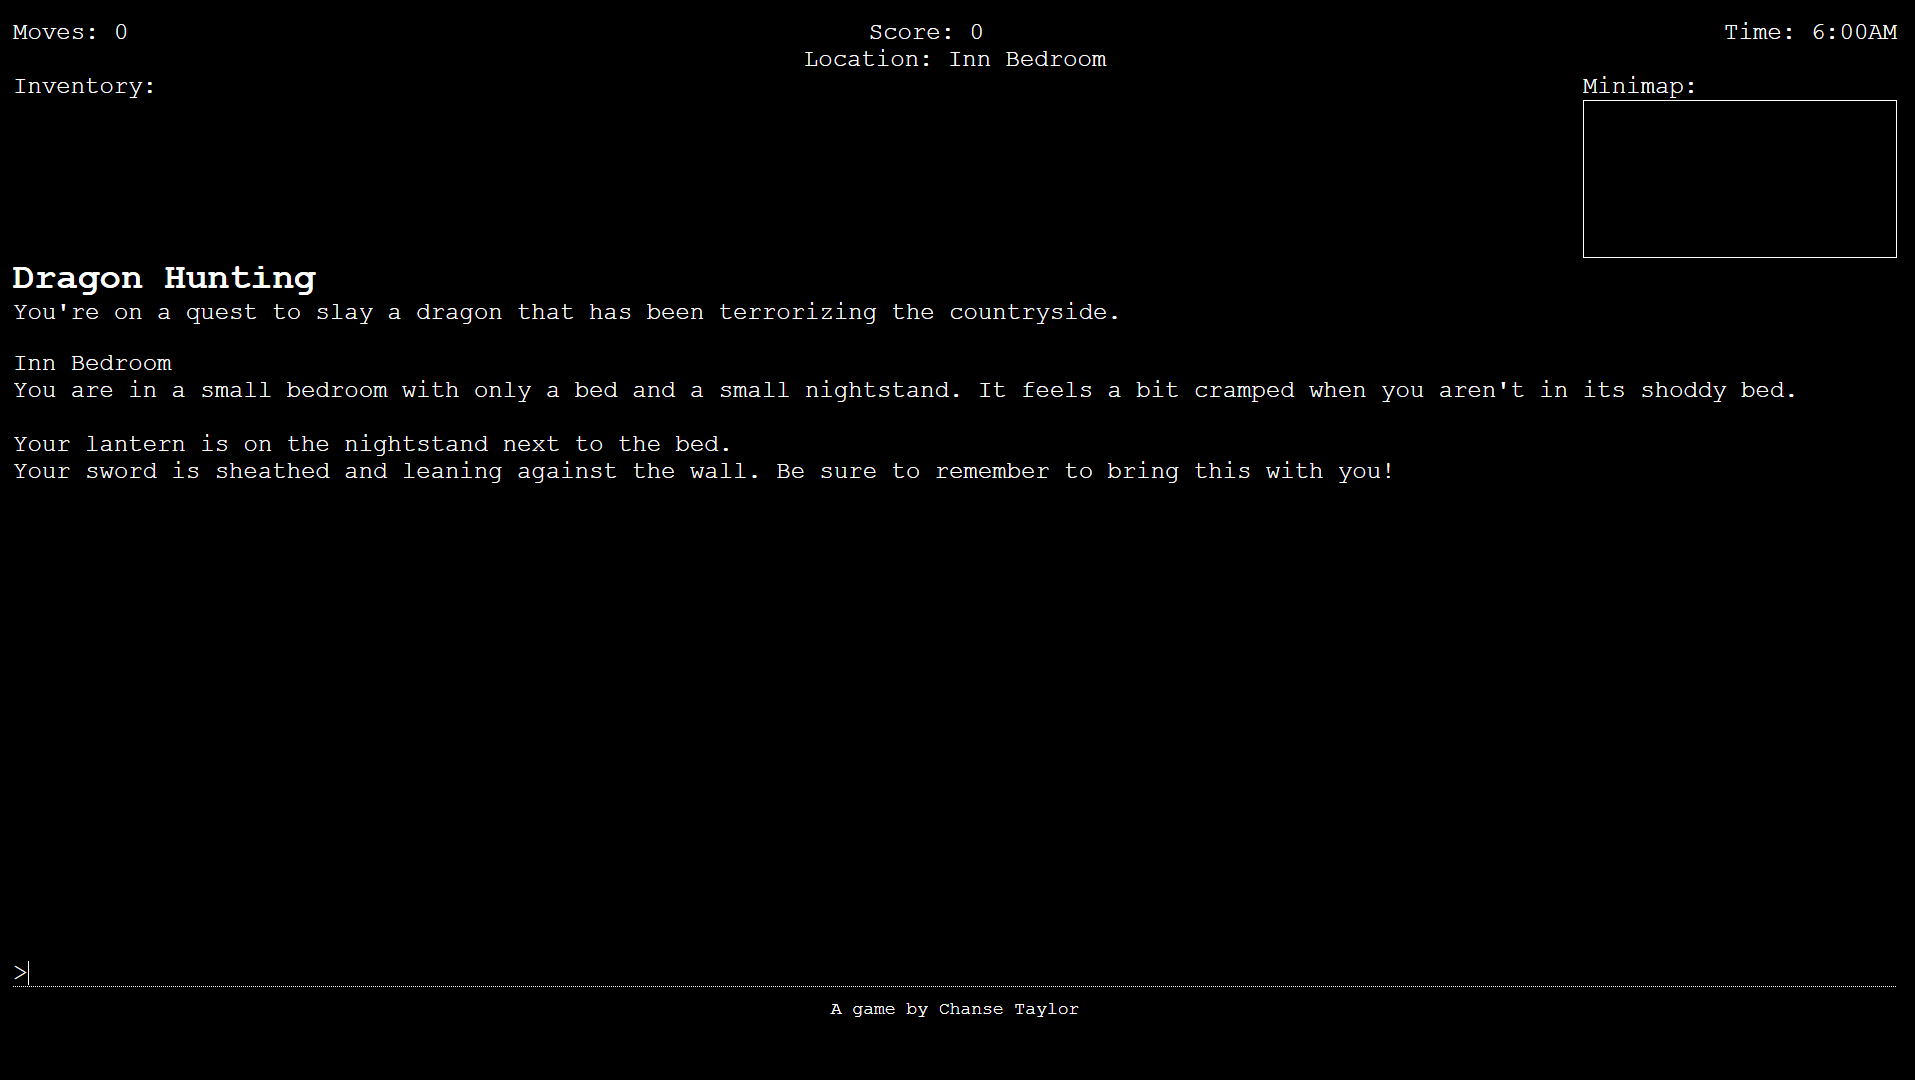 Moves: 0 Score: 0 Time: 6:00AM
Location: Inn Bedroom
Inventory: Minimap:
Dragon Hunting
You're on a quest to slay a dragon that has been terrorizing the countryside.
Inn Bedroom
You are in a small bedroom with only a bed and a small nightstand. It feels a bit cramped when you aren't in its shoddy bed.
Your lantern is on the nightstand next to the bed.
Your sword is sheathed and leaning against the wall. Be sure to remember to bring this with you!
>
A game by Chanse Taylor